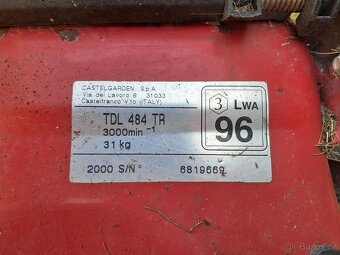 CASTELGARDEN S.p.A.
Via del Lavoro 6 31033
Castelfranco V.to (ITALY)
TDL 484 TR
3000min⁻¹
31 kg
3 LWA
96
2000 S/N° 6819669